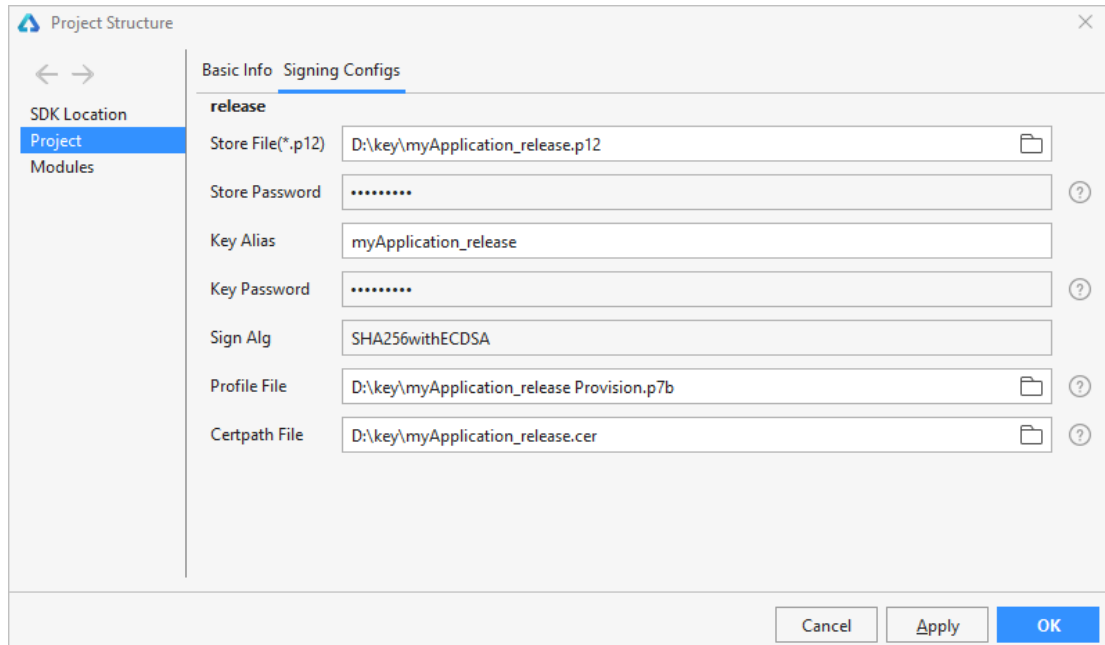 Project Structure
Basic Info Signing Configs
SDK Location
Project
Modules
release
Store File(*.p12) D:\key\myApplication_release.p12
Store Password •••••••••
Key Alias myApplication_release
Key Password •••••••••
Sign Alg SHA256withECDSA
Profile File D:\key\myApplication_release Provision.p7b
Certpath File D:\key\myApplication_release.cer
Cancel Apply OK